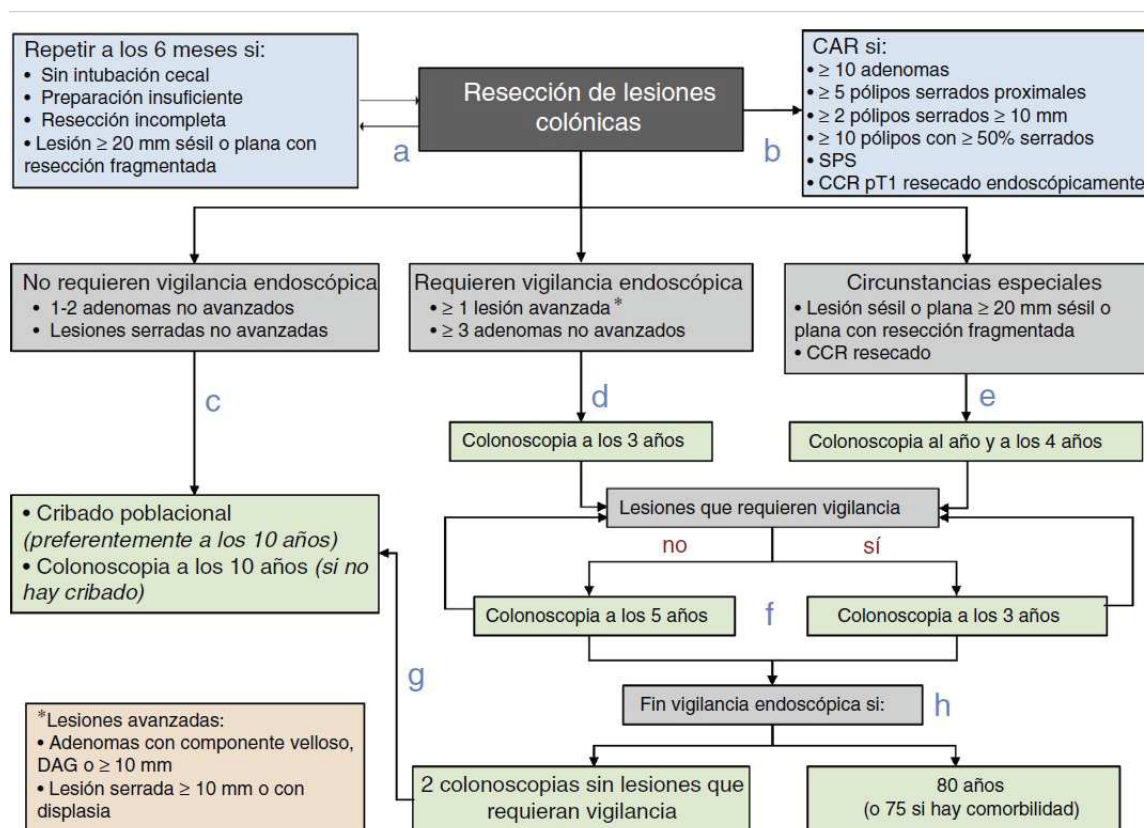 Repetir a los 6 meses si:
• Sin intubación cecal
• Preparación insuficiente
• Resección incompleta
• Lesión ≥ 20 mm sésil o plana con
resección fragmentada
a
Resección de lesiones
colónicas
b
CAR si:
• ≥ 10 adenomas
• ≥ 5 pólipos serrados proximales
• ≥ 2 pólipos serrados ≥ 10 mm
• ≥ 10 pólipos con ≥ 50% serrados
• SPS
• CCR pT1 resecado endoscópicamente
No requieren vigilancia endoscópica
• 1-2 adenomas no avanzados
• Lesiones serradas no avanzadas
Requieren vigilancia endoscópica
• ≥ 1 lesión avanzada*
• ≥ 3 adenomas no avanzados
Circunstancias especiales
• Lesión sésil o plana ≥ 20 mm sésil o
plana con resección fragmentada
• CCR resecado
c
d
e
Colonoscopia a los 3 años
Colonoscopia al año y a los 4 años
• Cribado poblacional
(preferentemente a los 10 años)
• Colonoscopia a los 10 años (si no
hay cribado)
Lesiones que requieren vigilancia
no
sí
Colonoscopia a los 5 años
f
Colonoscopia a los 3 años
g
Fin vigilancia endoscópica si:
h
*Lesiones avanzadas:
• Adenomas con componente velloso,
DAG o ≥ 10 mm
• Lesión serrada ≥ 10 mm o con
displasia
2 colonoscopias sin lesiones que
requieran vigilancia
80 años
(o 75 si hay comorbilidad)